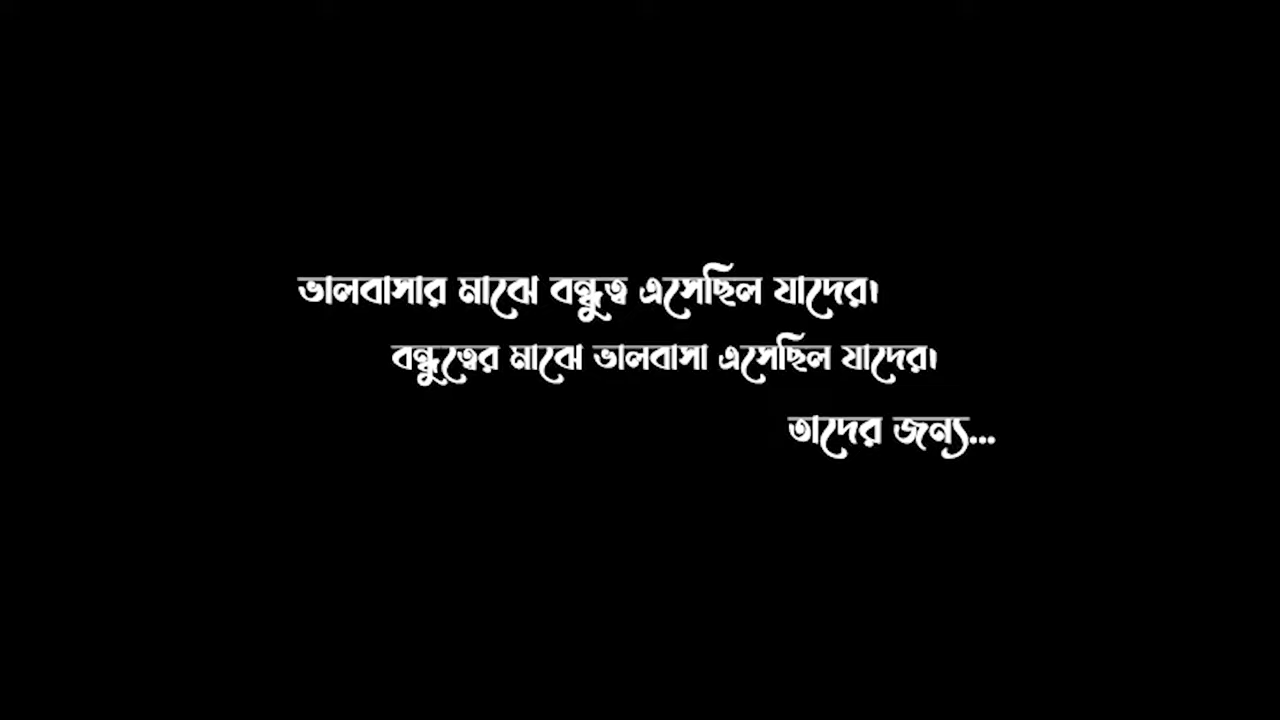 ভালবাসার মাঝে বন্ধুত্ব এসেছিল যাদের।
বন্ধুত্বের মাঝে ভালবাসা এসেছিল যাদের।
তাদের জন্য...